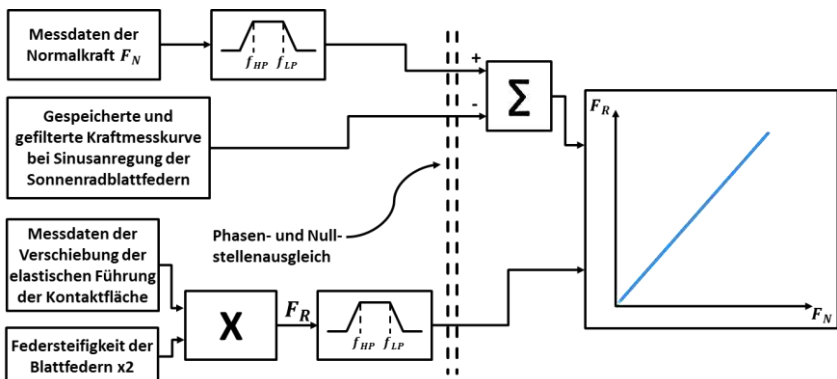 Messdaten der
Normalkraft F_N
f_HP f_LP
+
Σ
-
Gespeicherte und
gefilterte Kraftmesskurve
bei Sinusanregung der
Sonnenradblattfedern
F_R
F_N
Phasen- und Null-
stellenausgleich
Messdaten der
Verschiebung der
elastischen Führung
der Kontaktfläche
X
F_R
f_HP f_LP
Federsteifigkeit der
Blattfedern x2